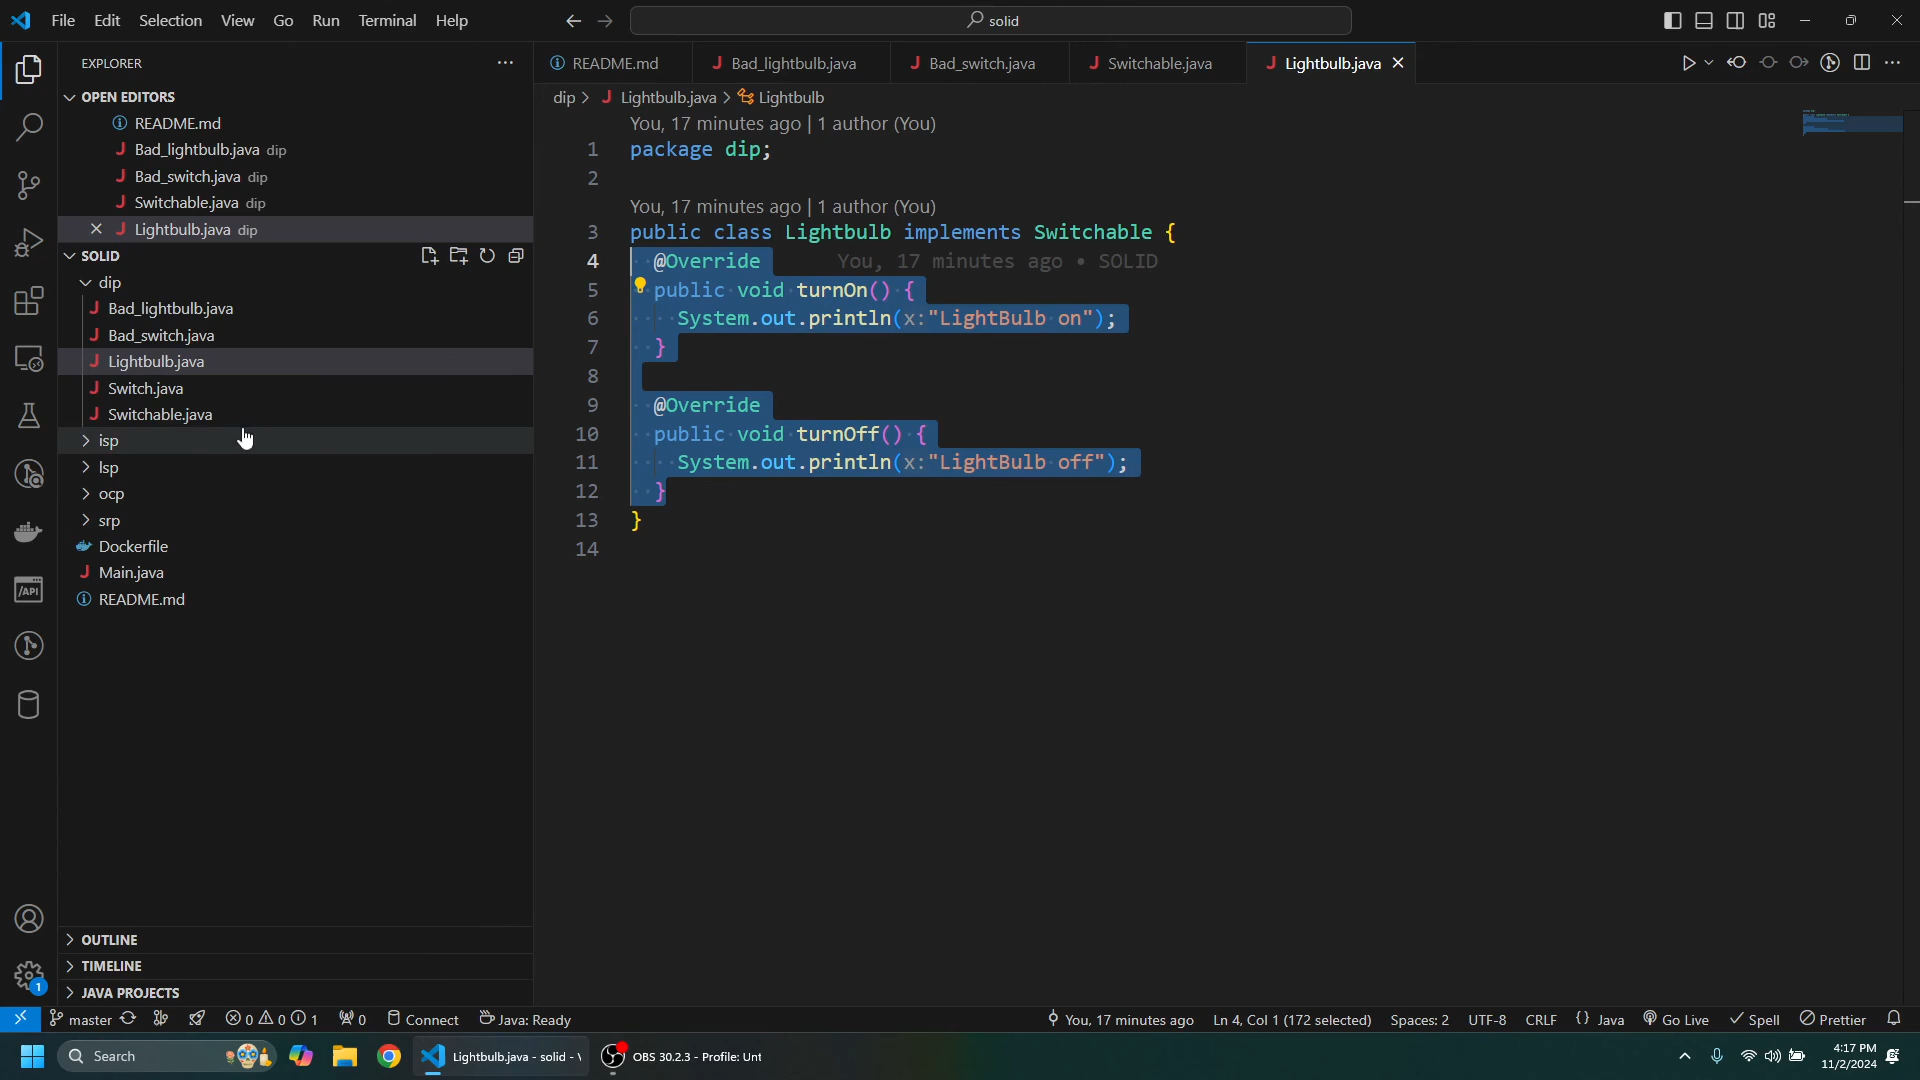 File Edit Selection View Go Run Terminal Help
solid
EXPLORER
OPEN EDITORS
README.md
Bad_lightbulb.java dip
Bad_switch.java dip
Switchable.java dip
Lightbulb.java dip
SOLID
dip
Bad_lightbulb.java
Bad_switch.java
Lightbulb.java
Switch.java
Switchable.java
isp
lsp
ocp
srp
Dockerfile
Main.java
README.md
OUTLINE
TIMELINE
JAVA PROJECTS
README.md Bad_lightbulb.java Bad_switch.java Switchable.java Lightbulb.java
dip > Lightbulb.java > Lightbulb
You, 17 minutes ago | 1 author (You)
1 package dip;
2
You, 17 minutes ago | 1 author (You)
3 public class Lightbulb implements Switchable {
4 @Override You, 17 minutes ago • SOLID
5 public void turnOn() {
6 System.out.println(x:"LightBulb on");
7 }
8
9 @Override
10 public void turnOff() {
11 System.out.println(x:"LightBulb off");
12 }
13 }
14
/API
1
master 0 0 1 0 Connect Java: Ready You, 17 minutes ago Ln 4, Col 1 (172 selected) Spaces: 2 UTF-8 CRLF {} Java Go Live Spell Prettier
Search Lightbulb.java - solid - OBS 30.2.3 - Profile: Unt 4:17 PM
11/2/2024